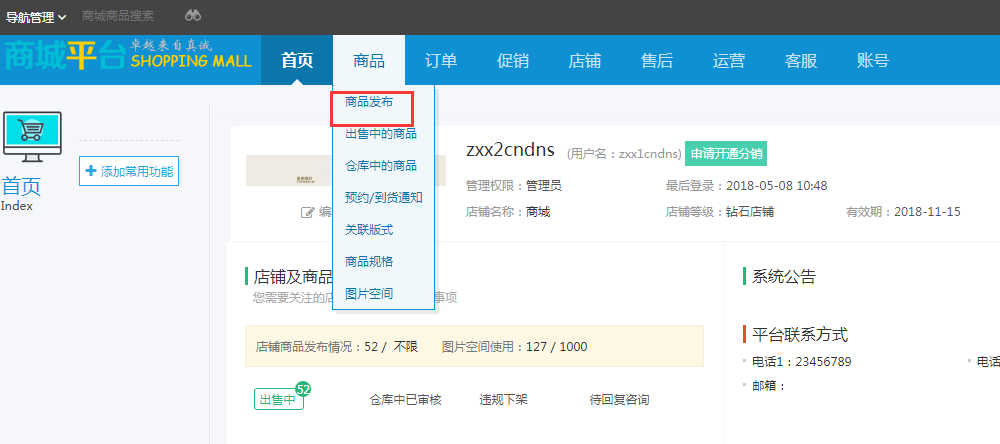 导航管理 商城商品搜索
商城平台 卓越来自真诚
SHOPPING MALL
首页 商品 订单 促销 店铺 售后 运营 客服 账号
商品发布
出售中的商品
仓库中的商品
预约/到货通知
关联版式
商品规格
图片空间
添加常用功能
首页
Index
zxx2cndns (用户名：zxx1cndns) 申请开通分销
管理权限：管理员 最后登录：2018-05-08 10:48
编
店铺名称：商城 店铺等级：钻石店铺 有效期：2018-11-15
店铺及商品
您需要关注的店 事项
店铺商品发布情况：52 / 不限 图片空间使用：127 / 1000
出售中 52 仓库中已审核 违规下架 待回复咨询
系统公告
平台联系方式
电话1：23456789 电话
邮箱：